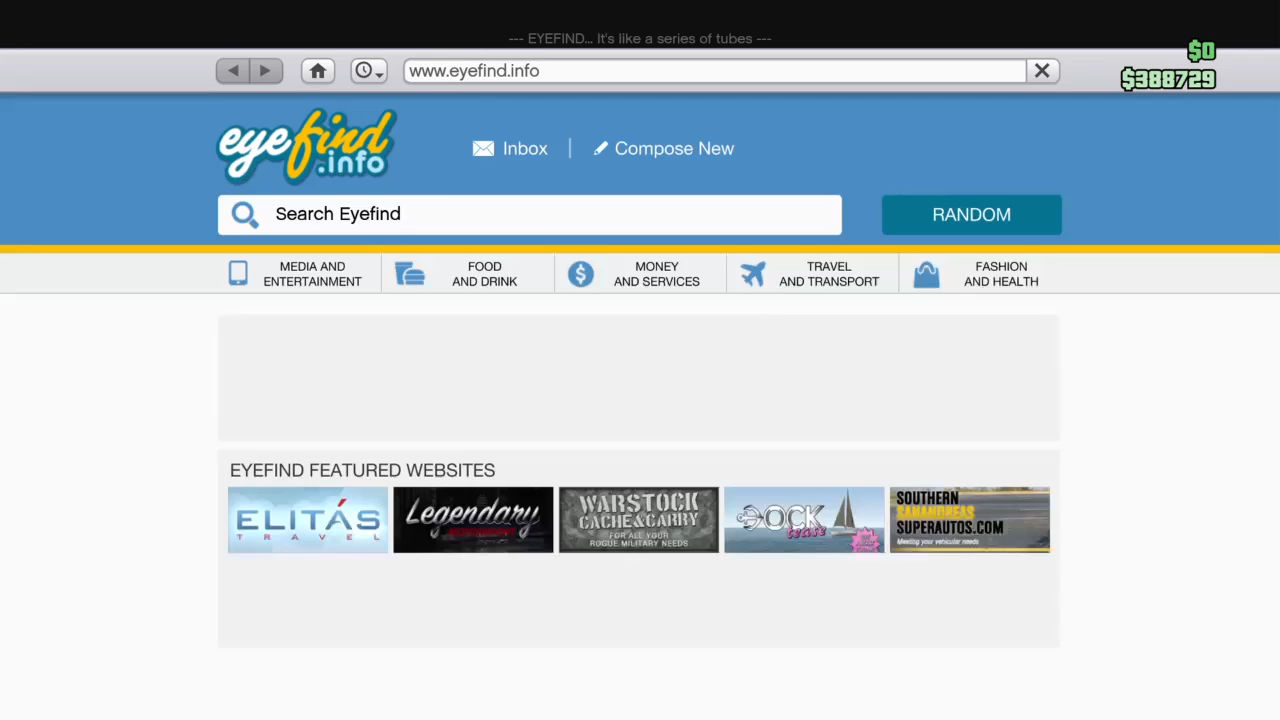 --- EYEFIND... It's like a series of tubes ---
$0
www.eyefind.info
$388729
eyefind
.info
Inbox
Compose New
Search Eyefind
RANDOM
MEDIA AND
ENTERTAINMENT
FOOD
AND DRINK
MONEY
AND SERVICES
TRAVEL
AND TRANSPORT
FASHION
AND HEALTH
EYEFIND FEATURED WEBSITES
ELITÁS
TRAVEL
Legendary
WARSTOCK
CACHE&CARRY
FOR ALL YOUR
ROGUE MILITARY NEEDS
DOCK
tease
SOUTHERN
SANANDREAS
SUPERAUTOS.COM
Meeting your vehicular needs